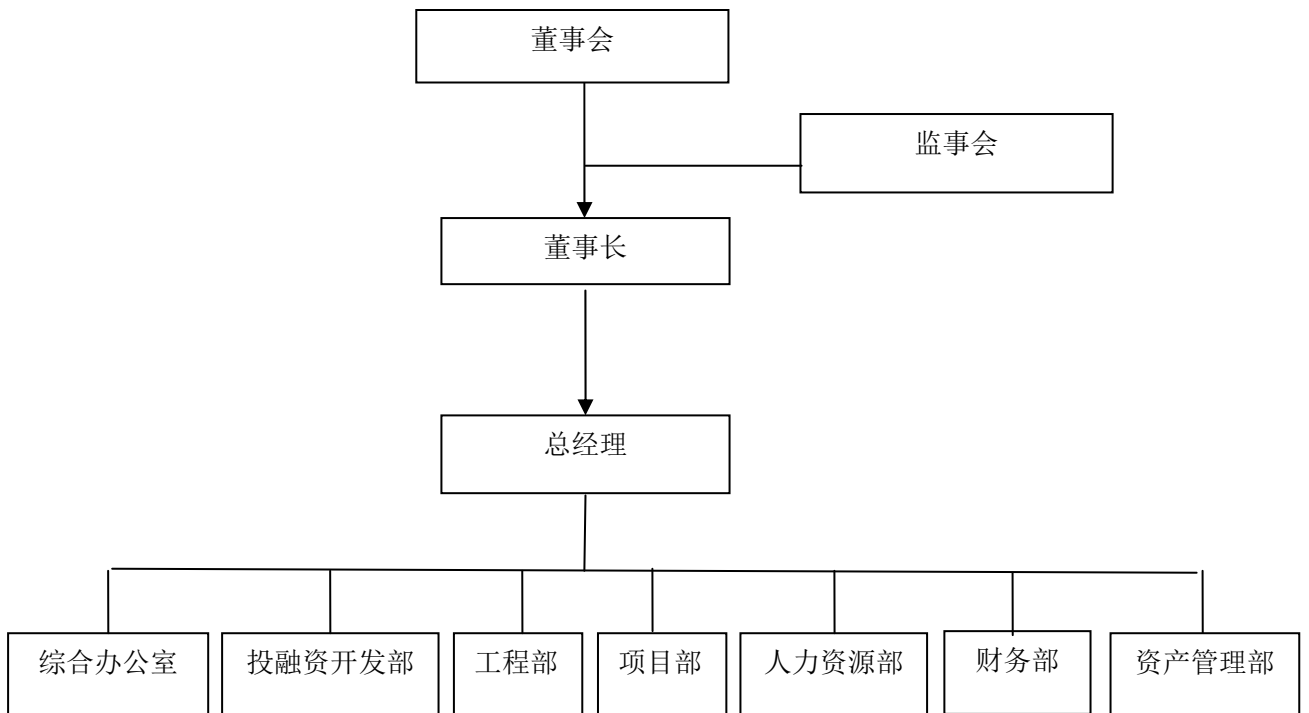 董事会
监事会
董事长
总经理
综合办公室
投融资开发部
工程部
项目部
人力资源部
财务部
资产管理部